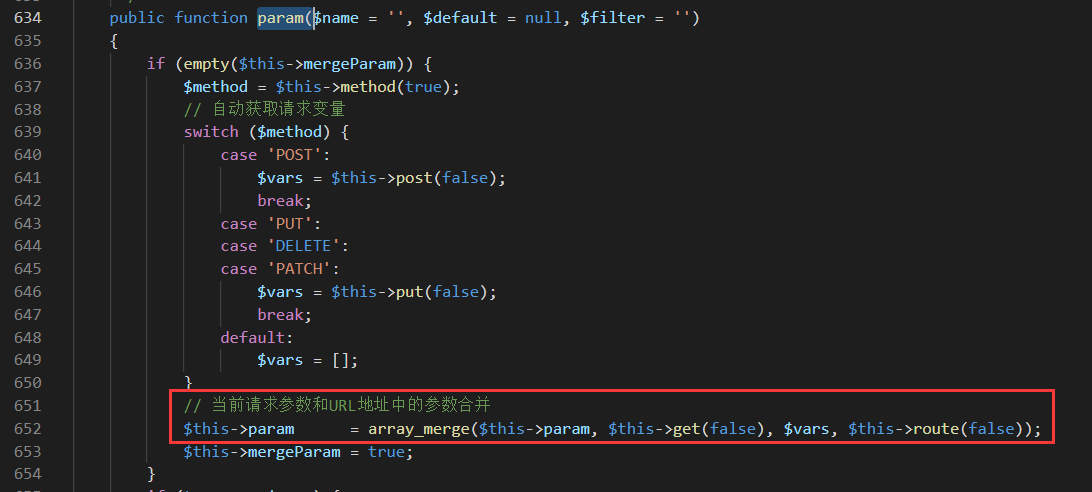 634 public function param($name = '', $default = null, $filter = '')
635 {
636 if (empty($this->mergeParam)) {
637 $method = $this->method(true);
638 // 自动获取请求变量
639 switch ($method) {
640 case 'POST':
641 $vars = $this->post(false);
642 break;
643 case 'PUT':
644 case 'DELETE':
645 case 'PATCH':
646 $vars = $this->put(false);
647 break;
648 default:
649 $vars = [];
650 }
651 // 当前请求参数和URL地址中的参数合并
652 $this->param = array_merge($this->param, $this->get(false), $vars, $this->route(false));
653 $this->mergeParam = true;
654 }